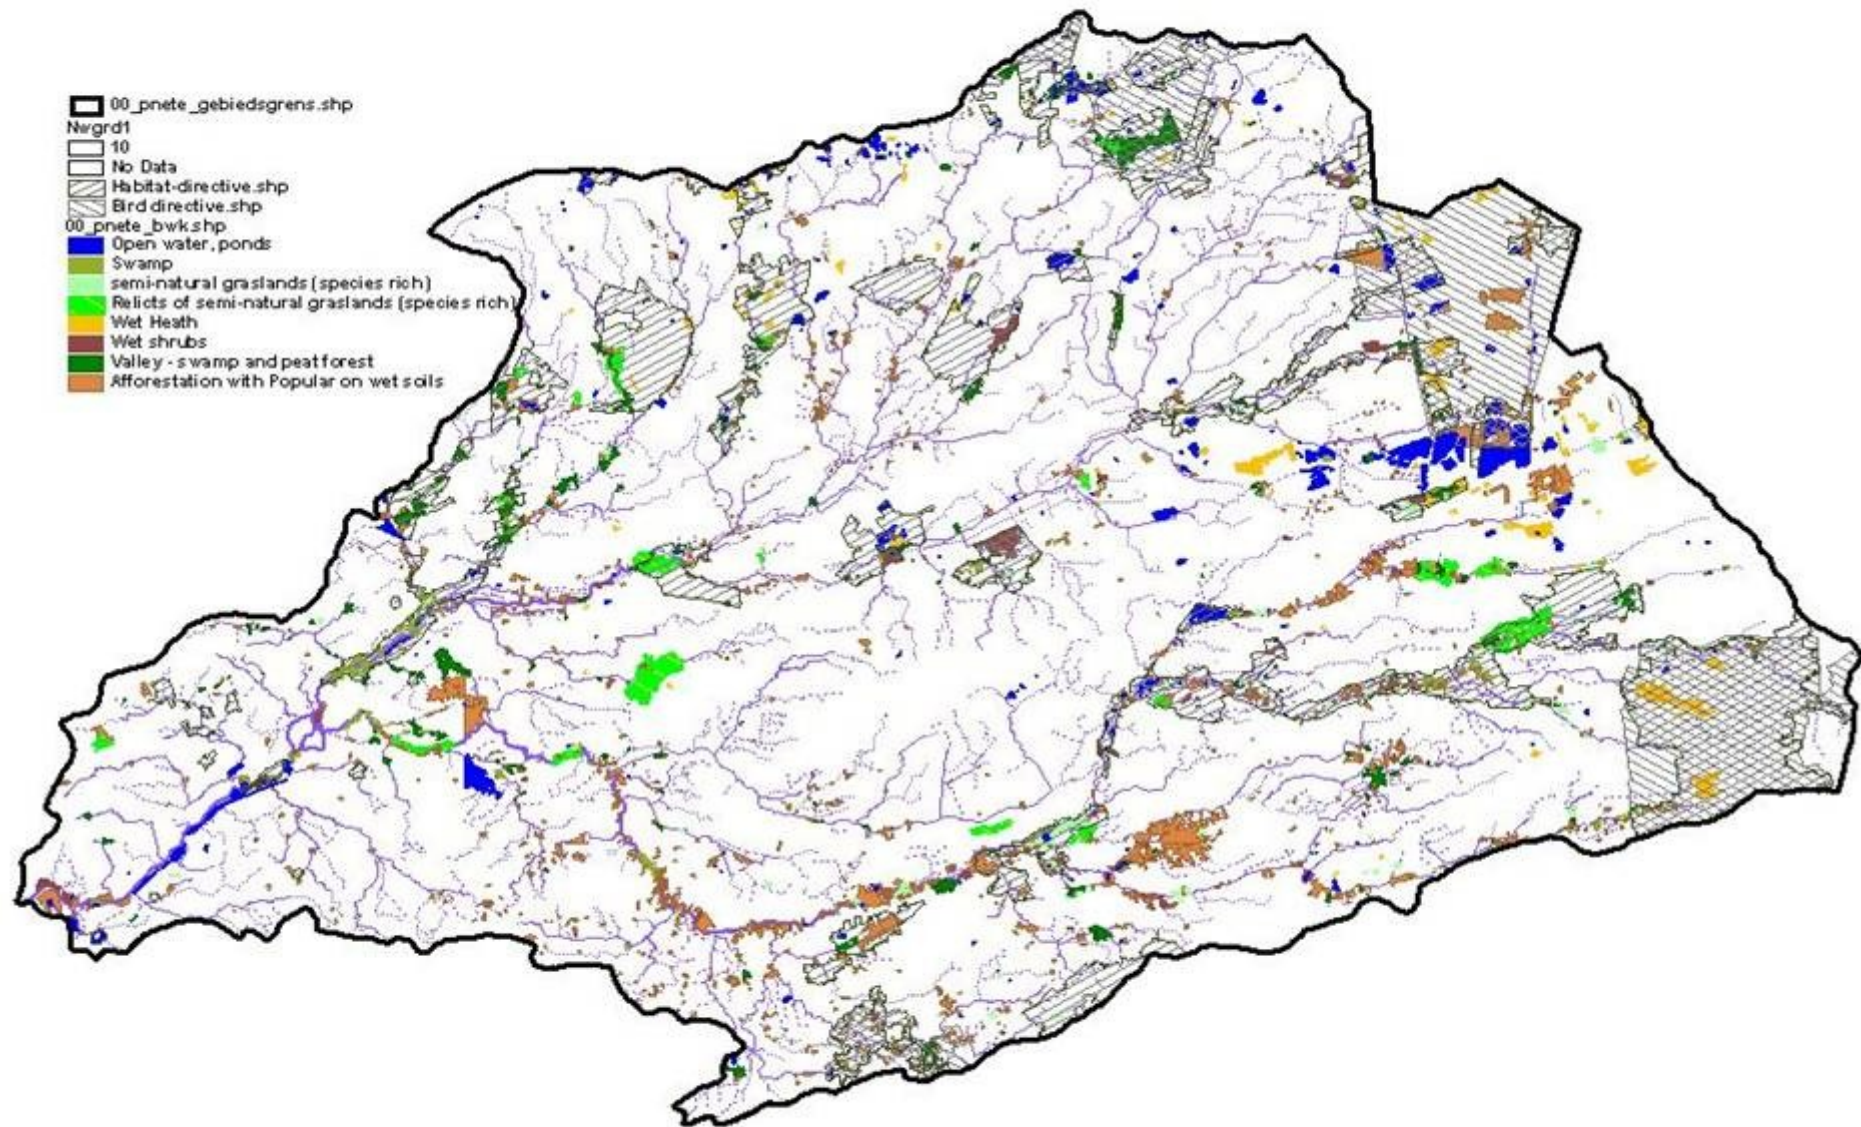 00_pnete_gebiedsgrens.shp
Nwgrd1
10
No Data
Habitat-directive.shp
Bird directive.shp
00_pnete_bwk.shp
Open water, ponds
Swamp
semi-natural graslands (species rich)
Relicts of semi-natural graslands (species rich)
Wet Heath
Wet shrubs
Valley - swamp and peat forest
Afforestation with Popular on wet soils